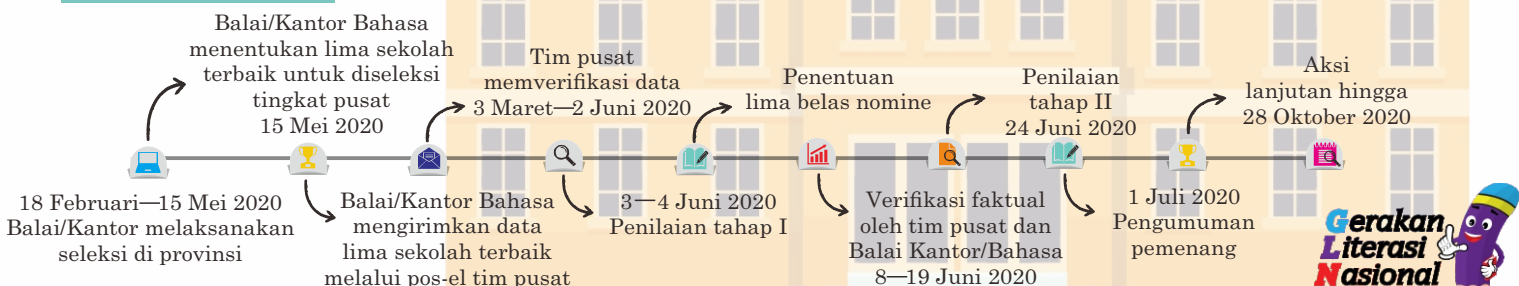 18 Februari—15 Mei 2020
Balai/Kantor melaksanakan
seleksi di provinsi
Balai/Kantor Bahasa
menentukan lima sekolah
terbaik untuk diseleksi
tingkat pusat
15 Mei 2020
Balai/Kantor Bahasa
mengirimkan data
lima sekolah terbaik
melalui pos-el tim pusat
Tim pusat
memverifikasi data
3 Maret—2 Juni 2020
3—4 Juni 2020
Penilaian tahap I
Penentuan
lima belas nomine
Verifikasi faktual
oleh tim pusat dan
Balai Kantor/Bahasa
8—19 Juni 2020
Penilaian
tahap II
24 Juni 2020
1 Juli 2020
Pengumuman
pemenang
Aksi
lanjutan hingga
28 Oktober 2020
Gerakan
Literasi
Nasional